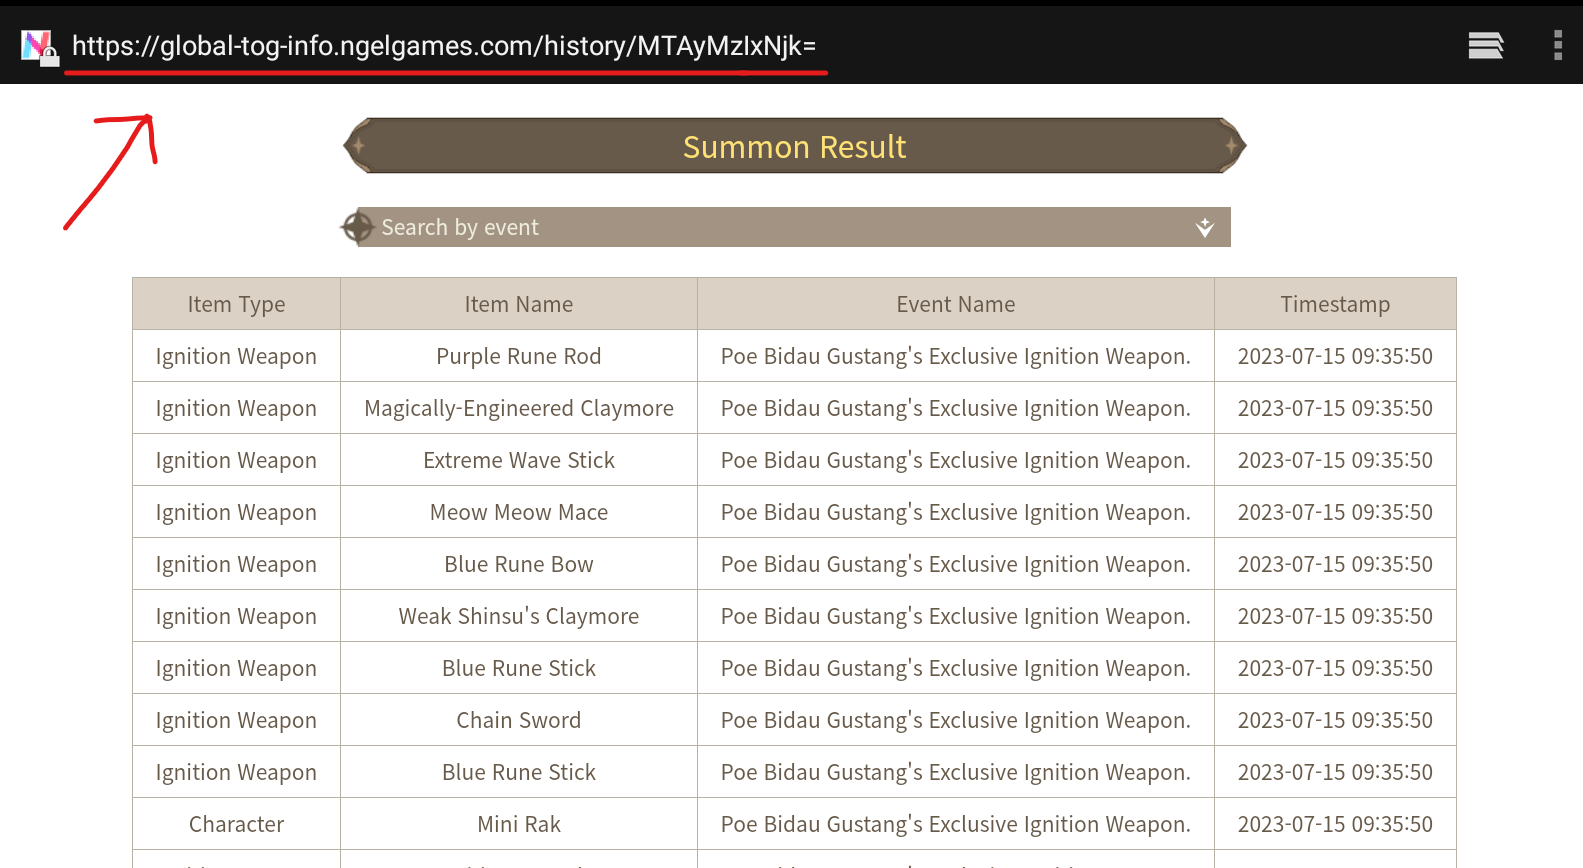 https://global-tog-info.ngelgames.com/history/MTAyMzIxNjk=
Summon Result
Search by event
Item Type Item Name Event Name Timestamp
Ignition Weapon Purple Rune Rod Poe Bidau Gustang's Exclusive Ignition Weapon. 2023-07-15 09:35:50
Ignition Weapon Magically-Engineered Claymore Poe Bidau Gustang's Exclusive Ignition Weapon. 2023-07-15 09:35:50
Ignition Weapon Extreme Wave Stick Poe Bidau Gustang's Exclusive Ignition Weapon. 2023-07-15 09:35:50
Ignition Weapon Meow Meow Mace Poe Bidau Gustang's Exclusive Ignition Weapon. 2023-07-15 09:35:50
Ignition Weapon Blue Rune Bow Poe Bidau Gustang's Exclusive Ignition Weapon. 2023-07-15 09:35:50
Ignition Weapon Weak Shinsu's Claymore Poe Bidau Gustang's Exclusive Ignition Weapon. 2023-07-15 09:35:50
Ignition Weapon Blue Rune Stick Poe Bidau Gustang's Exclusive Ignition Weapon. 2023-07-15 09:35:50
Ignition Weapon Chain Sword Poe Bidau Gustang's Exclusive Ignition Weapon. 2023-07-15 09:35:50
Ignition Weapon Blue Rune Stick Poe Bidau Gustang's Exclusive Ignition Weapon. 2023-07-15 09:35:50
Character Mini Rak Poe Bidau Gustang's Exclusive Ignition Weapon. 2023-07-15 09:35:50